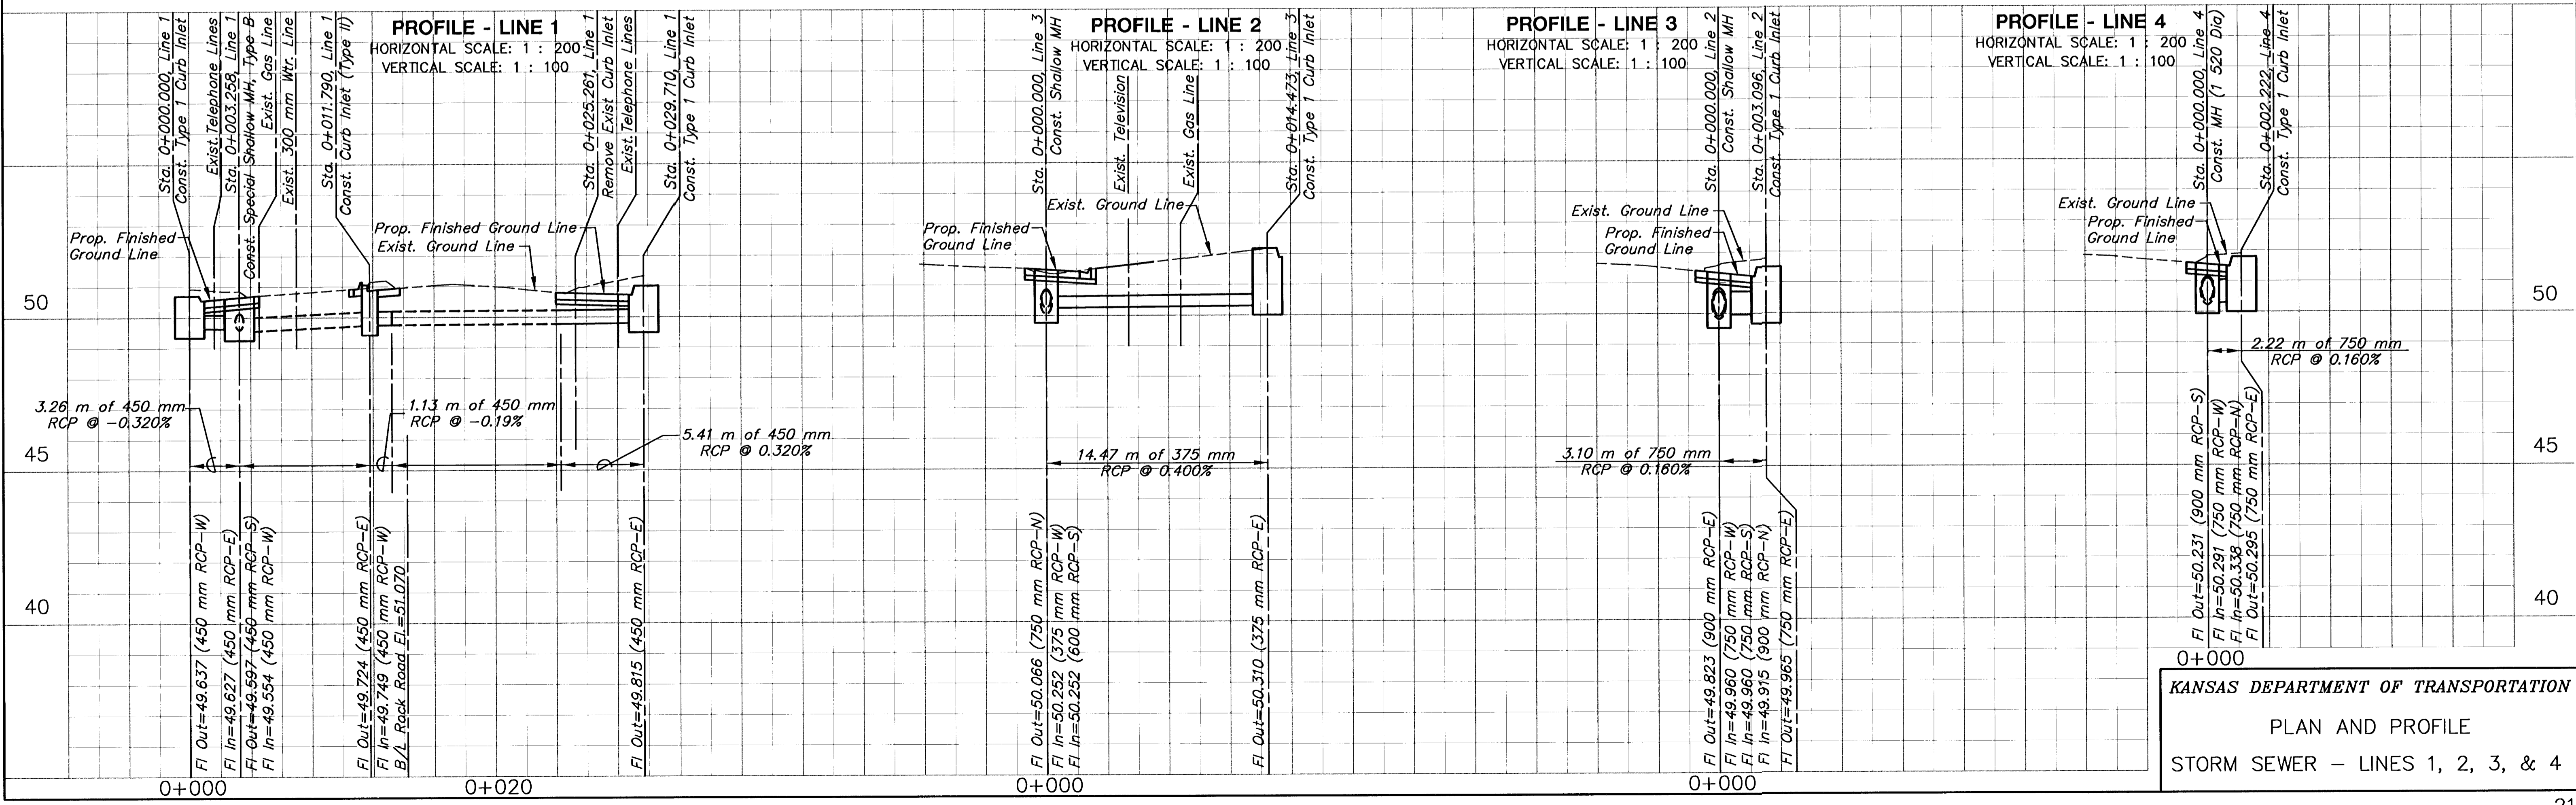 PROFILE - LINE 1
HORIZONTAL SCALE: 1 : 200
VERTICAL SCALE: 1 : 100
Sta. 0+000.000, Line 1
Const. Type 1 Curb Inlet
Exist. Telephone Lines
Sta. 0+003.258, Line 1
Const. Special Shallow MH, Type B
Exist. Gas Line
Exist. 300 mm Wtr. Line
Sta. 0+011.790, Line 1
Const. Curb Inlet (Type II)
Sta. 0+025.261, Line 1
Remove Exist Curb Inlet
Exist. Telephone Lines
Sta. 0+029.710, Line 1
Const. Type 1 Curb Inlet
Prop. Finished
Ground Line
Prop. Finished Ground Line
Exist. Ground Line
50
45
40
3.26 m of 450 mm
RCP @ -0.320%
1.13 m of 450 mm
RCP @ -0.19%
5.41 m of 450 mm
RCP @ 0.320%
Fl Out=49.637 (450 mm RCP-W)
Fl In=49.627 (450 mm RCP-E)
Fl Out=49.597 (450 mm RCP-S)
Fl In=49.554 (450 mm RCP-W)
Fl Out=49.724 (450 mm RCP-E)
Fl In=49.749 (450 mm RCP-W)
B/L Rock Road El.=51.070
Fl Out=49.815 (450 mm RCP-E)
0+000
0+020
PROFILE - LINE 2
HORIZONTAL SCALE: 1 : 200
VERTICAL SCALE: 1 : 100
Sta. 0+000.000, Line 3
Const. Shallow MH
Exist. Television
Exist. Gas Line
Sta. 0+014.473, Line 3
Const. Type 1 Curb Inlet
Exist. Ground Line
Prop. Finished
Ground Line
14.47 m of 375 mm
RCP @ 0.400%
Fl Out=50.066 (750 mm RCP-N)
Fl In=50.252 (375 mm RCP-W)
Fl In=50.252 (600 mm RCP-S)
Fl Out=50.310 (375 mm RCP-E)
0+000
PROFILE - LINE 3
HORIZONTAL SCALE: 1 : 200
VERTICAL SCALE: 1 : 100
Sta. 0+000.000, Line 2
Const. Shallow MH
Sta. 0+003.096, Line 2
Const. Type 1 Curb Inlet
Exist. Ground Line
Prop. Finished
Ground Line
3.10 m of 750 mm
RCP @ 0.160%
Fl Out=49.823 (900 mm RCP-E)
Fl In=49.960 (750 mm RCP-W)
Fl In=49.960 (750 mm RCP-S)
Fl In=49.915 (900 mm RCP-N)
Fl Out=49.965 (750 mm RCP-E)
0+000
PROFILE - LINE 4
HORIZONTAL SCALE: 1 : 200
VERTICAL SCALE: 1 : 100
Sta. 0+000.000, Line 4
Const. MH (1 520 Dia)
Sta. 0+002.222, Line 4
Const. Type 1 Curb Inlet
Exist. Ground Line
Prop. Finished
Ground Line
2.22 m of 750 mm
RCP @ 0.160%
Fl Out=50.231 (900 mm RCP-S)
Fl In=50.291 (750 mm RCP-W)
Fl In=50.338 (750 mm RCP-N)
Fl Out=50.295 (750 mm RCP-E)
0+000
50
45
40
KANSAS DEPARTMENT OF TRANSPORTATION
PLAN AND PROFILE
STORM SEWER - LINES 1, 2, 3, & 4